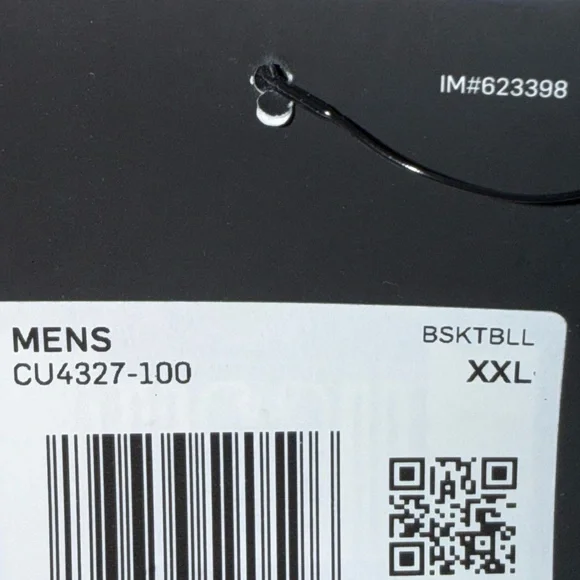 IM#623398
MENS
BSKTBLL
CU4327-100
XXL